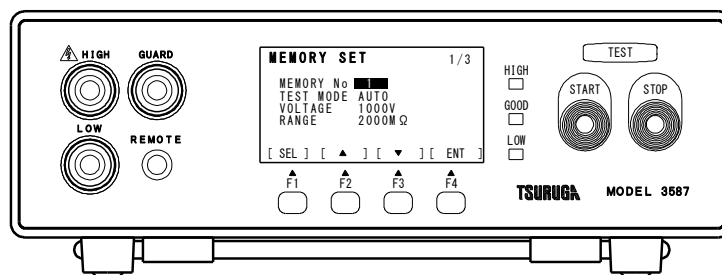 HIGH GUARD
LOW
REMOTE
MEMORY SET 1/3
MEMORY No 1
TEST MODE AUTO
VOLTAGE 1000V
RANGE 2000MΩ
[ SEL ] [ ▲ ] [ ▼ ] [ ENT ]
F1 F2 F3 F4
HIGH
GOOD
LOW
TEST
START STOP
TSURUGA MODEL 3587